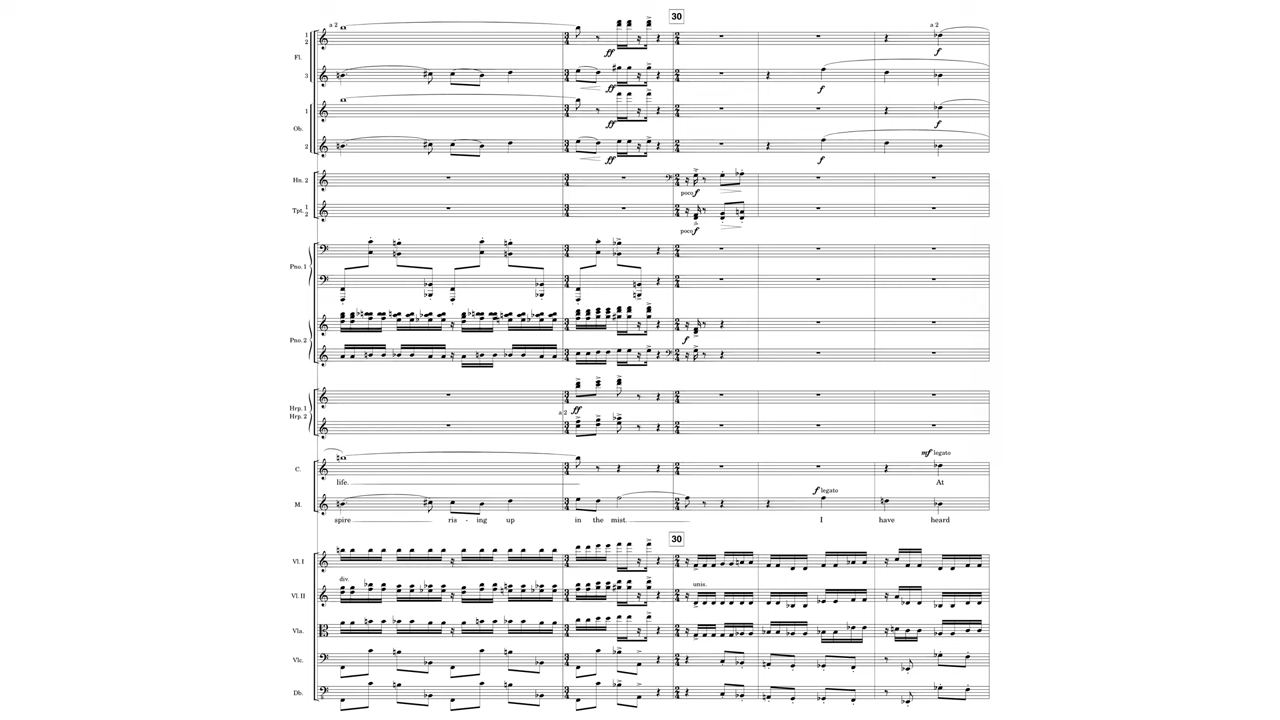 30
a 2
a 2
1
2
Fl.
ff
f
3
ff
f
1
Ob.
ff
f
2
ff
f
Hn. 2
poco f
Tpt. 1
2
poco f
Pno. 1
Pno. 2
f
Hrp. 1
Hrp. 2
a 2 ff
mf legato
C.
life. At
f legato
M.
spire ris - ing up in the mist. I have heard
30
Vl. I
div.
unis.
Vl. II
Vla.
Vlc.
Db.